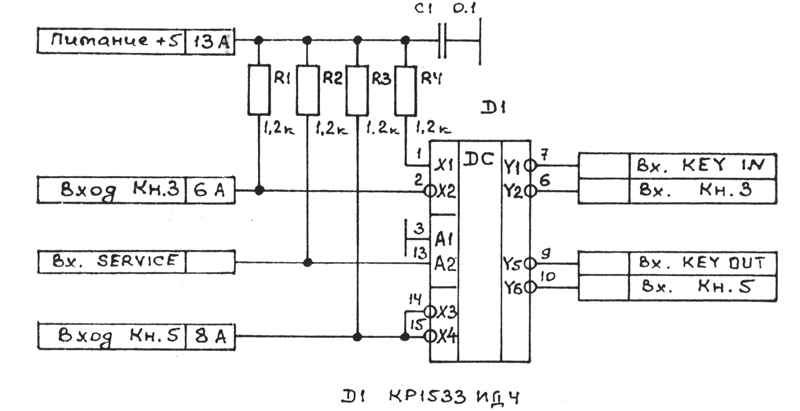 C1 0.1
Питание +5 13А
R1 R2 R3 R4
1,2к 1,2к 1.2к 1,2к
D1
DC
1 X1 Y1 7 Вх. KEY IN
Вход Кн.3 6А 2 X2 Y2 6 Вх. Кн.3
3 A1
Вх. SERVICE 13 A2 Y5 9 Вх. KEY OUT
Y6 10 Вх. Кн.5
14 X3
Вход Кн.5 8А 15 X4
D1 КР1533 ИД4